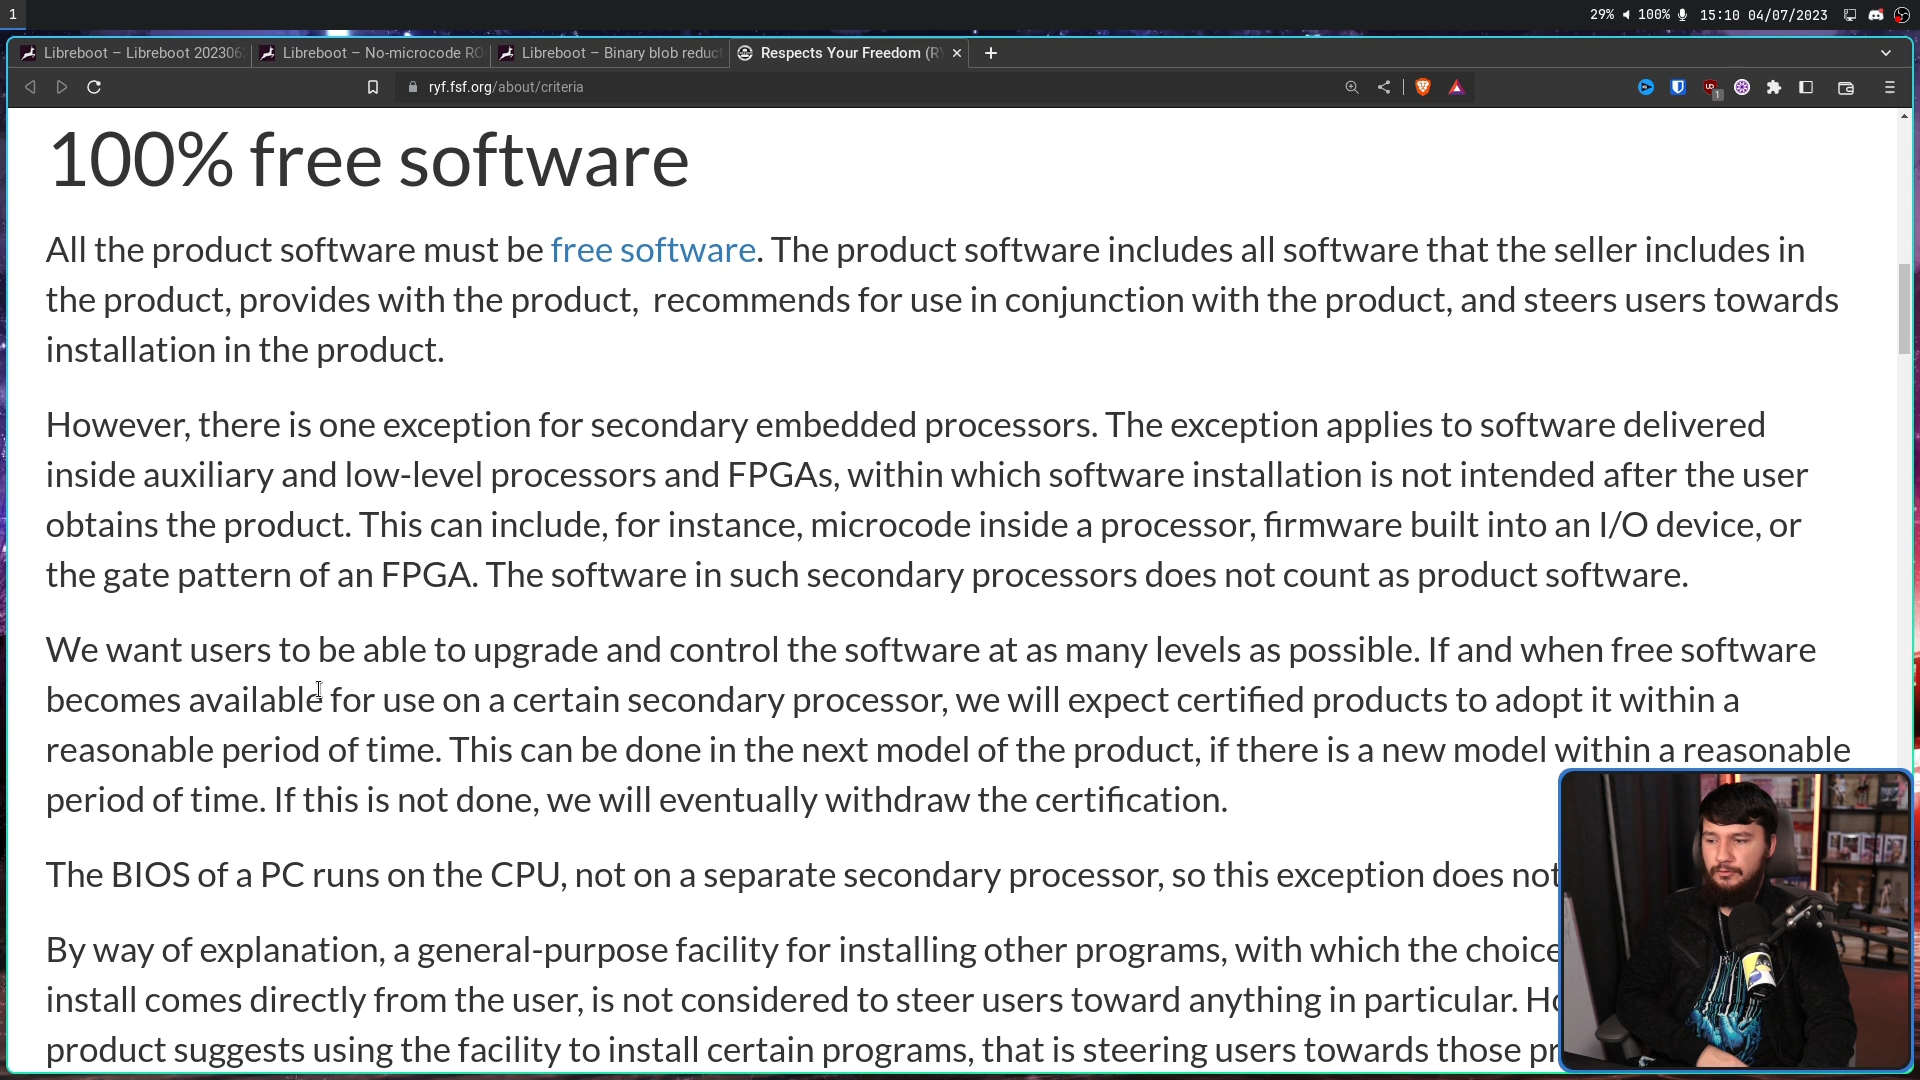 1
29% 100% 15:10 04/07/2023
Libreboot – Libreboot 202306
Libreboot – No-microcode RO
Libreboot – Binary blob reduct
Respects Your Freedom (R
ryf.fsf.org/about/criteria
1
100% free software
All the product software must be free software. The product software includes all software that the seller includes in
the product, provides with the product,  recommends for use in conjunction with the product, and steers users towards
installation in the product.
However, there is one exception for secondary embedded processors. The exception applies to software delivered
inside auxiliary and low-level processors and FPGAs, within which software installation is not intended after the user
obtains the product. This can include, for instance, microcode inside a processor, firmware built into an I/O device, or
the gate pattern of an FPGA. The software in such secondary processors does not count as product software.
We want users to be able to upgrade and control the software at as many levels as possible. If and when free software
becomes available for use on a certain secondary processor, we will expect certified products to adopt it within a
reasonable period of time. This can be done in the next model of the product, if there is a new model within a reasonable
period of time. If this is not done, we will eventually withdraw the certification.
The BIOS of a PC runs on the CPU, not on a separate secondary processor, so this exception does not
By way of explanation, a general-purpose facility for installing other programs, with which the choice
install comes directly from the user, is not considered to steer users toward anything in particular. Ho
product suggests using the facility to install certain programs, that is steering users towards those pr